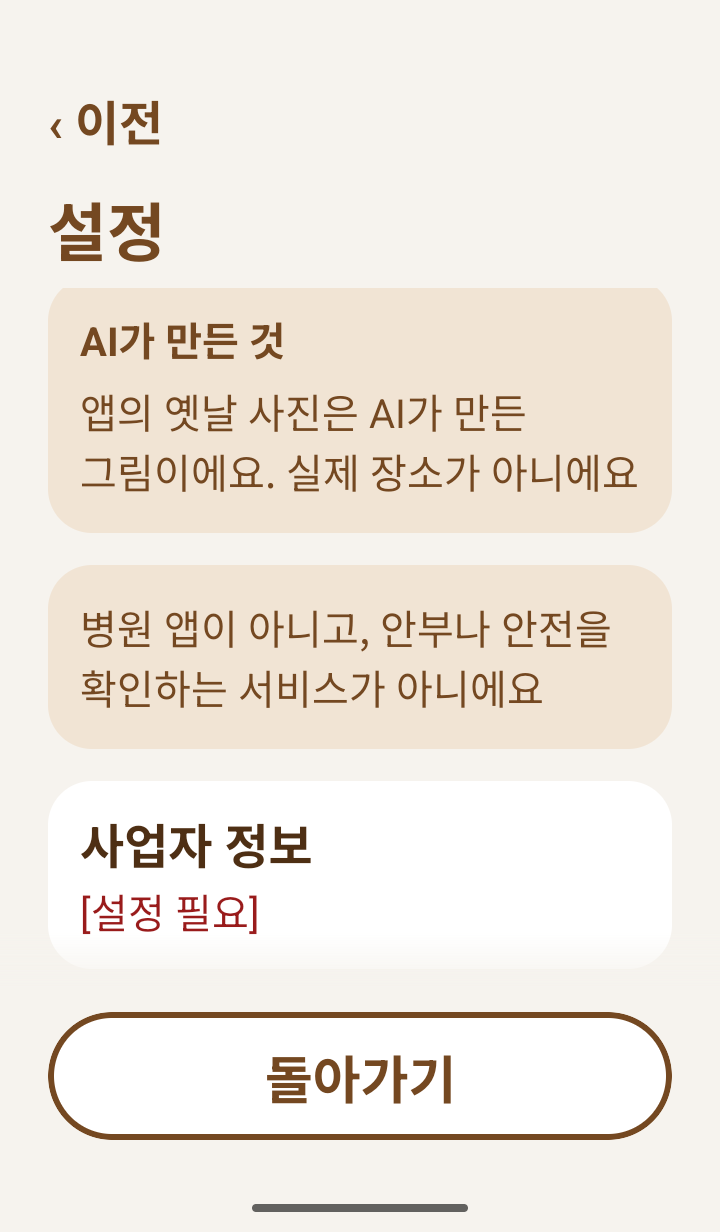 ‹ 이전
설정
AI가 만든 것
앱의 옛날 사진은 AI가 만든
그림이에요. 실제 장소가 아니에요
병원 앱이 아니고, 안부나 안전을
확인하는 서비스가 아니에요
사업자 정보
[설정 필요]
돌아가기